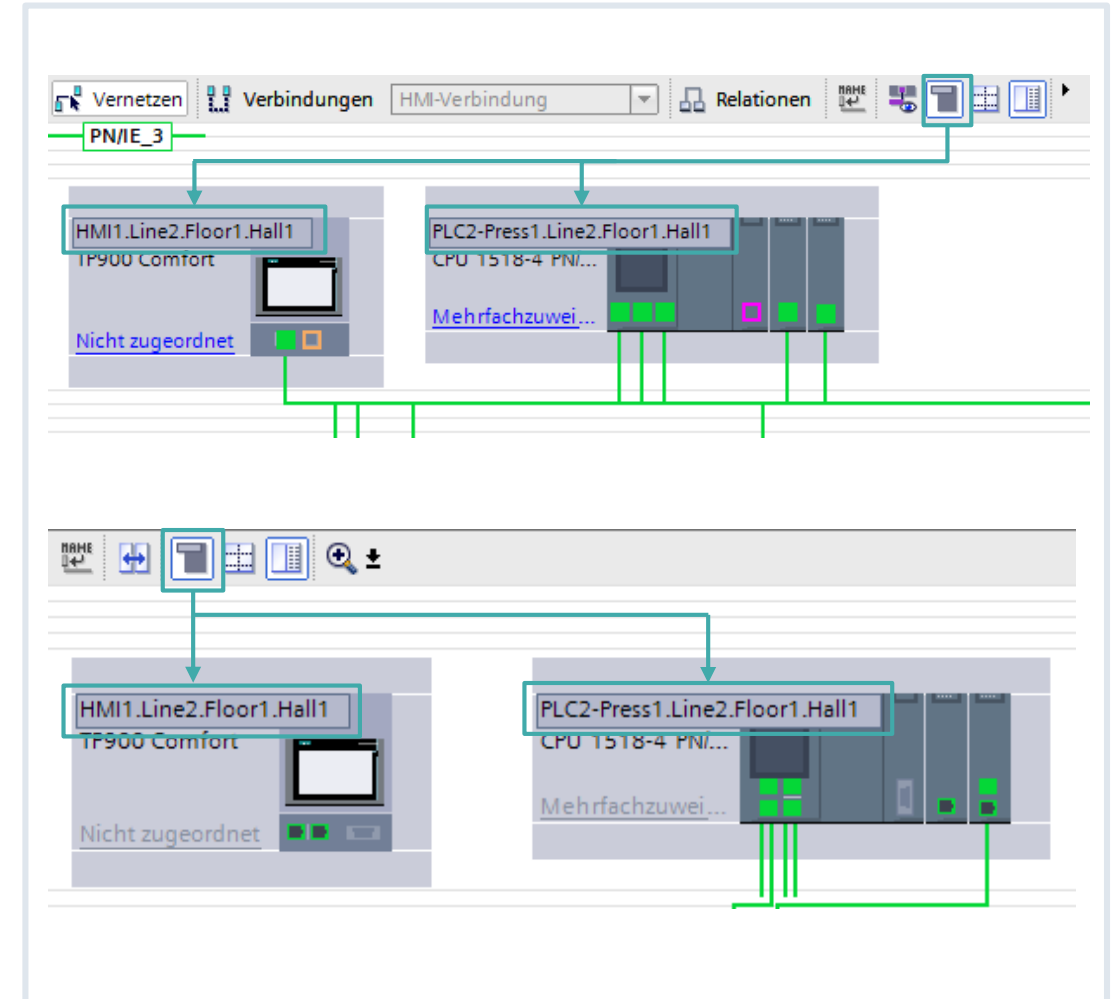 Vernetzen Verbindungen HMI-Verbindung Relationen NAME
PN/IE_3
HMI1.Line2.Floor1.Hall1 PLC2-Press1.Line2.Floor1.Hall1
TP900 Comfort CPU 1518-4 PN/...
Mehrfachzuwei...
Nicht zugeordnet
NAME
HMI1.Line2.Floor1.Hall1 PLC2-Press1.Line2.Floor1.Hall1
TP900 Comfort CPU 1518-4 PN/...
Mehrfachzuwei...
Nicht zugeordnet